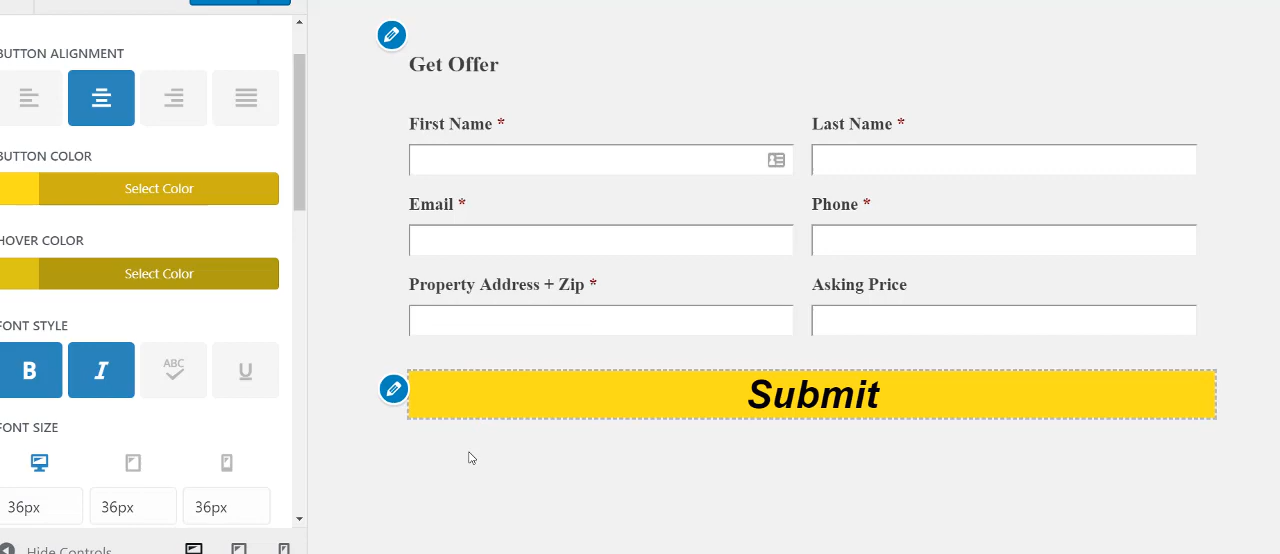 BUTTON ALIGNMENT
BUTTON COLOR
Select Color
HOVER COLOR
Select Color
FONT STYLE
B I ABC U
FONT SIZE
36px 36px 36px
Hide Controls
Get Offer
First Name * Last Name *
Email * Phone *
Property Address + Zip * Asking Price
Submit